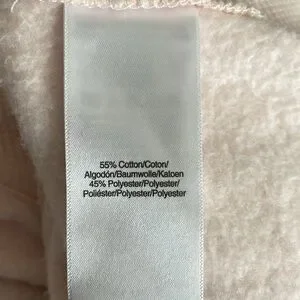 55% Cotton/Coton/
Algodón/Baumwolle/Katoen
45% Polyester/Polyester/
Poliéster/Polyester/Polyester